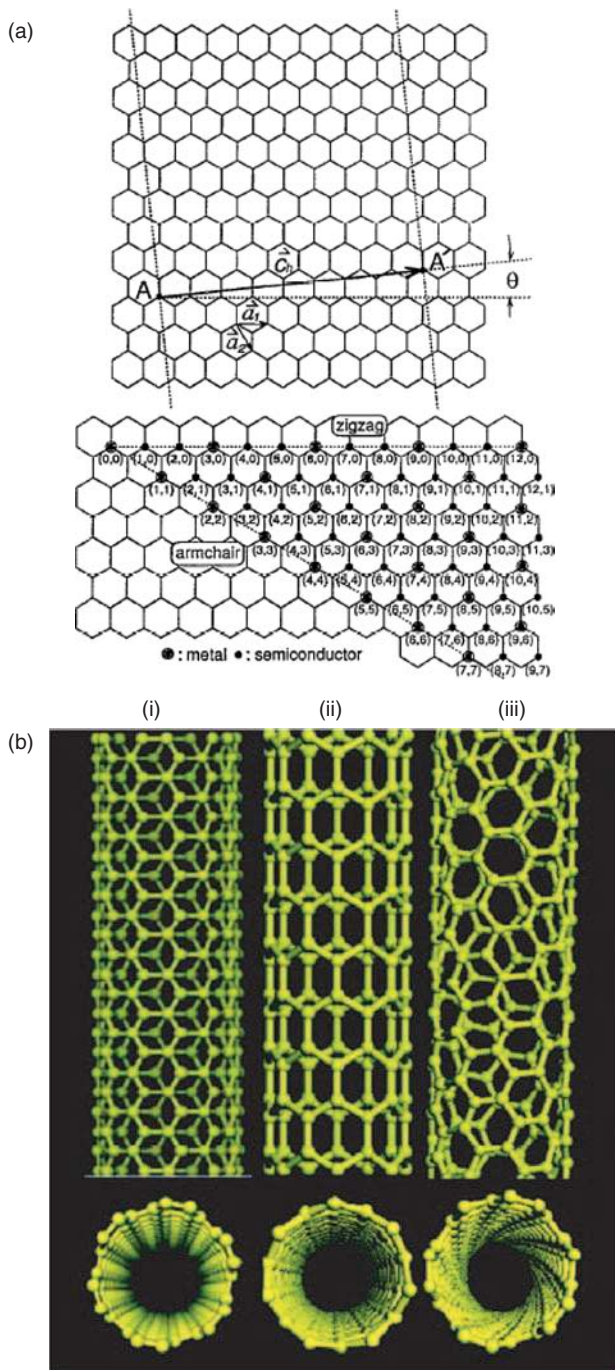 (a)
C⃗h
A
A´
θ
a⃗1
a⃗2
zigzag
(0,0) (1,0) (2,0) (3,0) (4,0) (5,0) (6,0) (7,0) (8,0) (9,0) (10,0) (11,0) (12,0)
(1,1) (2,1) (3,1) (4,1) (5,1) (6,1) (7,1) (8,1) (9,1) (10,1) (11,1) (12,1)
(2,2) (3,2) (4,2) (5,2) (6,2) (7,2) (8,2) (9,2) (10,2) (11,2)
armchair
(3,3) (4,3) (5,3) (6,3) (7,3) (8,3) (9,3) (10,3) (11,3)
(4,4) (5,4) (6,4) (7,4) (8,4) (9,4) (10,4)
(5,5) (6,5) (7,5) (8,5) (9,5) (10,5)
(6,6) (7,6) (8,6) (9,6)
: metal • : semiconductor
(7,7) (8,7) (9,7)
(i) (ii) (iii)
(b)